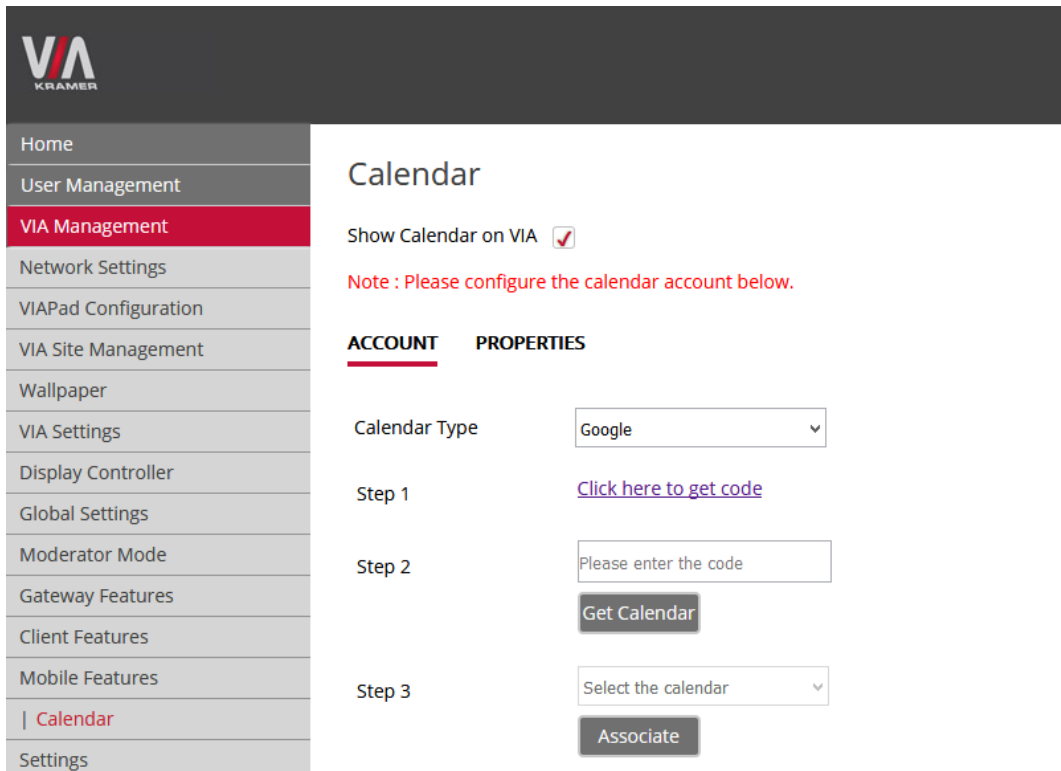 VIA
KRAMER
Home
User Management
VIA Management
Network Settings
VIAPad Configuration
VIA Site Management
Wallpaper
VIA Settings
Display Controller
Global Settings
Moderator Mode
Gateway Features
Client Features
Mobile Features
| Calendar
Settings
Calendar
Show Calendar on VIA
Note : Please configure the calendar account below.
ACCOUNT PROPERTIES
Calendar Type Google
Step 1 Click here to get code
Step 2 Please enter the code
Get Calendar
Step 3 Select the calendar
Associate